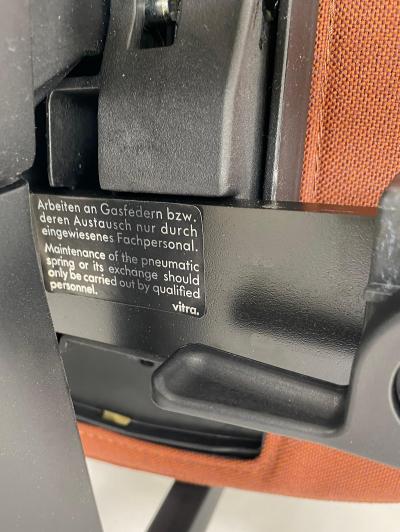 Arbeiten an Gasfedern bzw.
deren Austausch nur durch
eingewiesenes Fachpersonal.
Maintenance of the pneumatic
spring or its exchange should
only be carried out by qualified
personnel.
vitra.